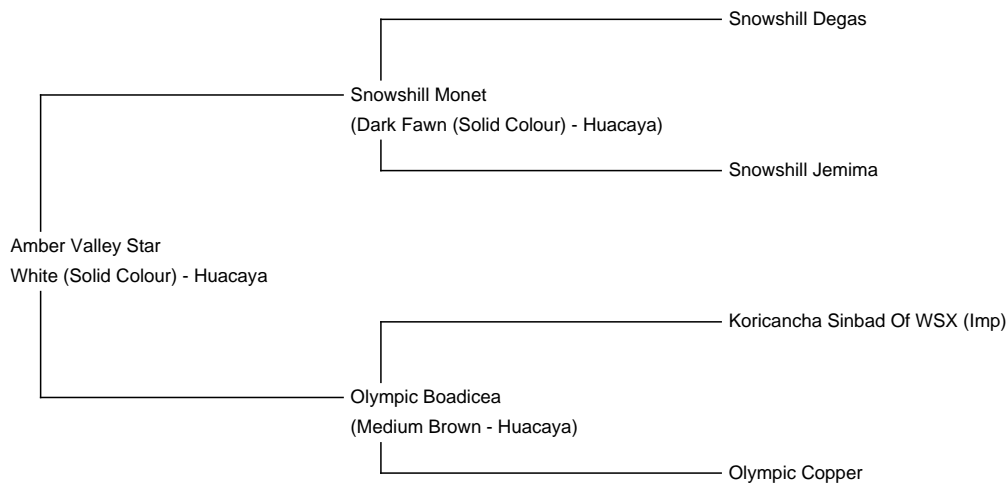 Snowshill Degas
Snowshill Monet
(Dark Fawn (Solid Colour) - Huacaya)
Snowshill Jemima
Amber Valley Star
White (Solid Colour) - Huacaya
Koricancha Sinbad Of WSX (Imp)
Olympic Boadicea
(Medium Brown - Huacaya)
Olympic Copper